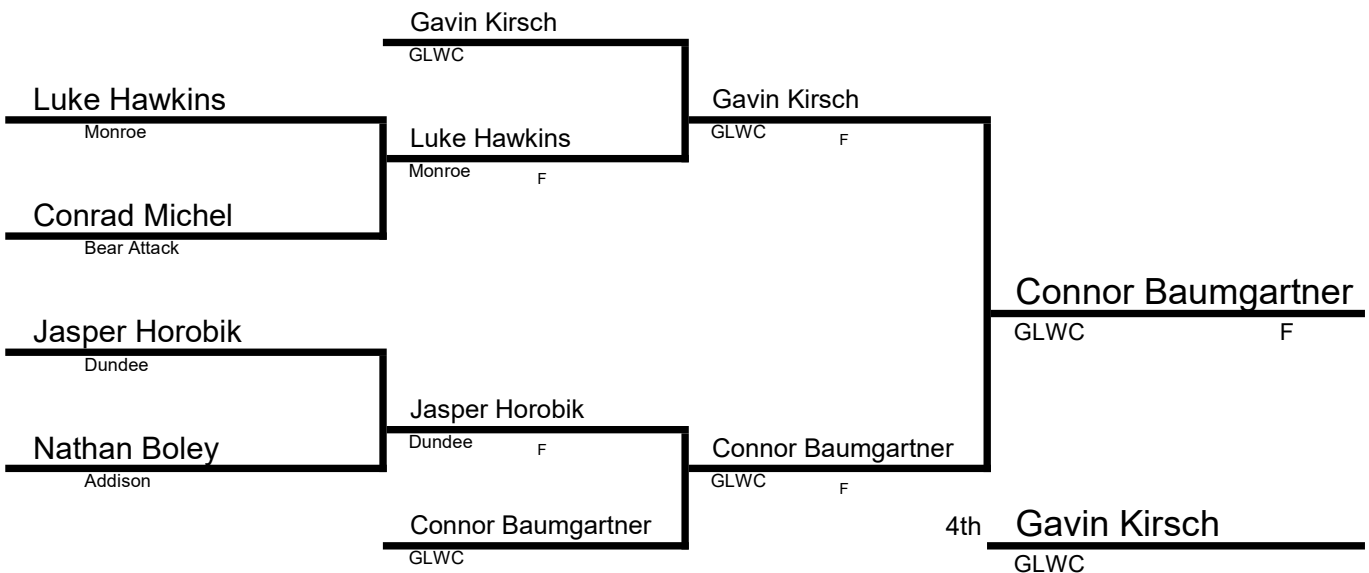 Gavin Kirsch
GLWC
Luke Hawkins
Monroe
Gavin Kirsch
GLWC F
Luke Hawkins
Monroe F
Conrad Michel
Bear Attack
Connor Baumgartner
GLWC F
Jasper Horobik
Dundee
Jasper Horobik
Dundee F
Nathan Boley
Addison
Connor Baumgartner
GLWC F
Connor Baumgartner
GLWC
4th Gavin Kirsch
GLWC